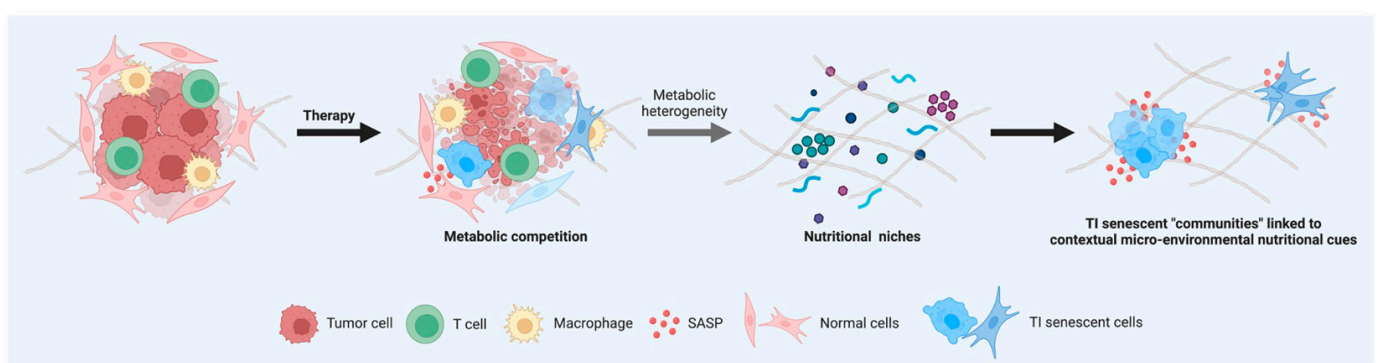 Therapy
Metabolic
heterogeneity
Metabolic competition
Nutritional niches
TI senescent "communities" linked to
contextual micro-environmental nutritional cues
Tumor cell
T cell
Macrophage
SASP
Normal cells
TI senescent cells